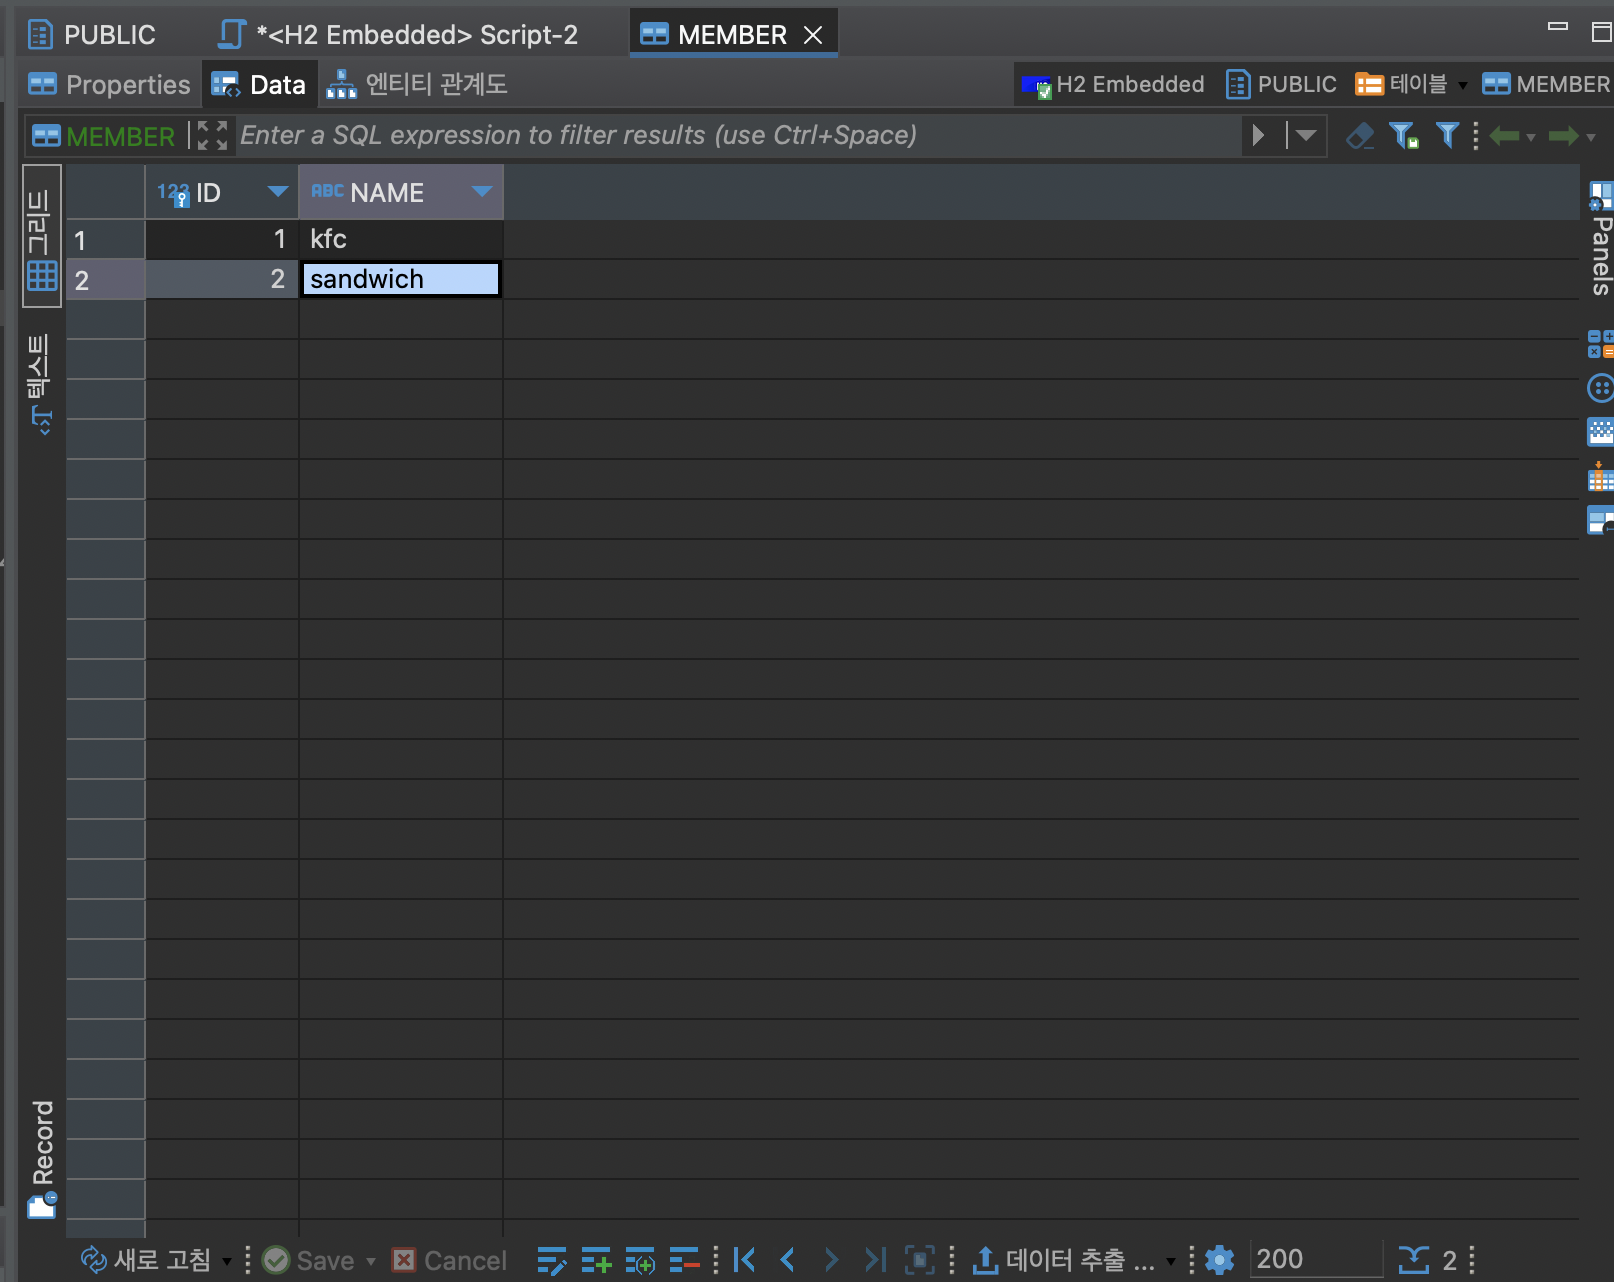 PUBLIC *<H2 Embedded> Script-2 MEMBER
Properties Data 엔티티 관계도 H2 Embedded PUBLIC 테이블 MEMBER
MEMBER Enter a SQL expression to filter results (use Ctrl+Space)
그리드
텍스트
Record
123 ID ABC NAME
1 1 kfc
2 2 sandwich
Panels
새로 고침 Save Cancel 데이터 추출 ... 200 2